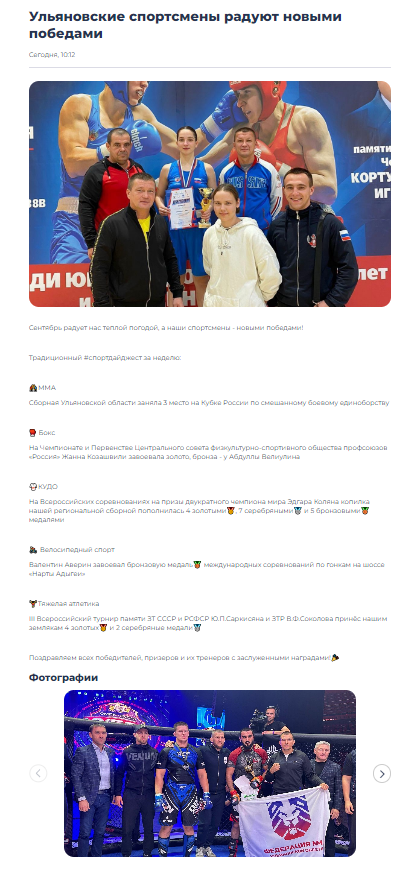 Ульяновские спортсмены радуют новыми
победами
Сегодня, 10:12
памяти
КОРТУ
ИГ
88В
ДИ Ю
лет
Сентябрь радует нас теплой погодой, а наши спортсмены - новыми победами!
Традиционный #спортдайджест за неделю:
ММА
Сборная Ульяновской области заняла 3 место на Кубке России по смешанному боевому единоборству
Бокс
На Чемпионате и Первенстве Центрального совета физкультурно-спортивного общества профсоюзов
«Россия» Жанна Ксоашвили завоевала золото, бронза - у Абдуллы Велиулина
КУДО
На Всероссийских соревнованиях на призы двукратного чемпиона мира Эдгара Коляна копилка
нашей региональной сборной пополнилась 4 золотыми🥇, 7 серебряными🥈 и 5 бронзовыми🥉
медалями
Велосипедный спорт
Валентин Аверин завоевал бронзовую медаль🥉 международных соревнований по гонкам на шоссе
«Нарты Адыгеи»
Тяжелая атлетика
Всероссийский турнир памяти ЗТ СССР и РСФСР Ю.П.Саркисяна и ЗТР В.Ф.Соколова принёс нашим
землякам 4 золотых🥇 и 2 серебряные медали🥈
Поздравляем всех победителей, призеров и их тренеров с заслуженными наградами🎉
Фотографии
VENUM
ФЕДЕРАЦИЯ ММ